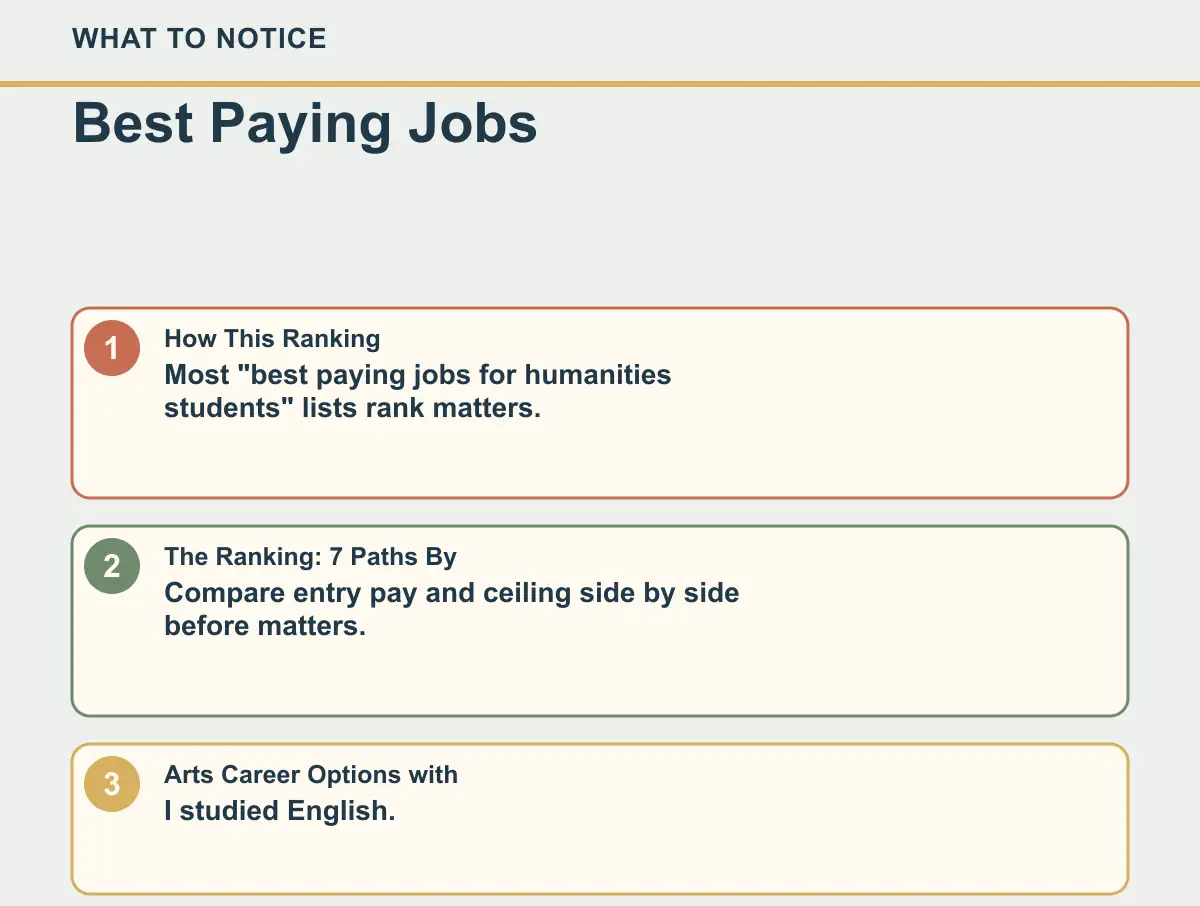 WHAT TO NOTICE
Best Paying Jobs
1
How This Ranking
Most "best paying jobs for humanities
students" lists rank matters.
2
The Ranking: 7 Paths By
Compare entry pay and ceiling side by side
before matters.
3
Arts Career Options with
I studied English.